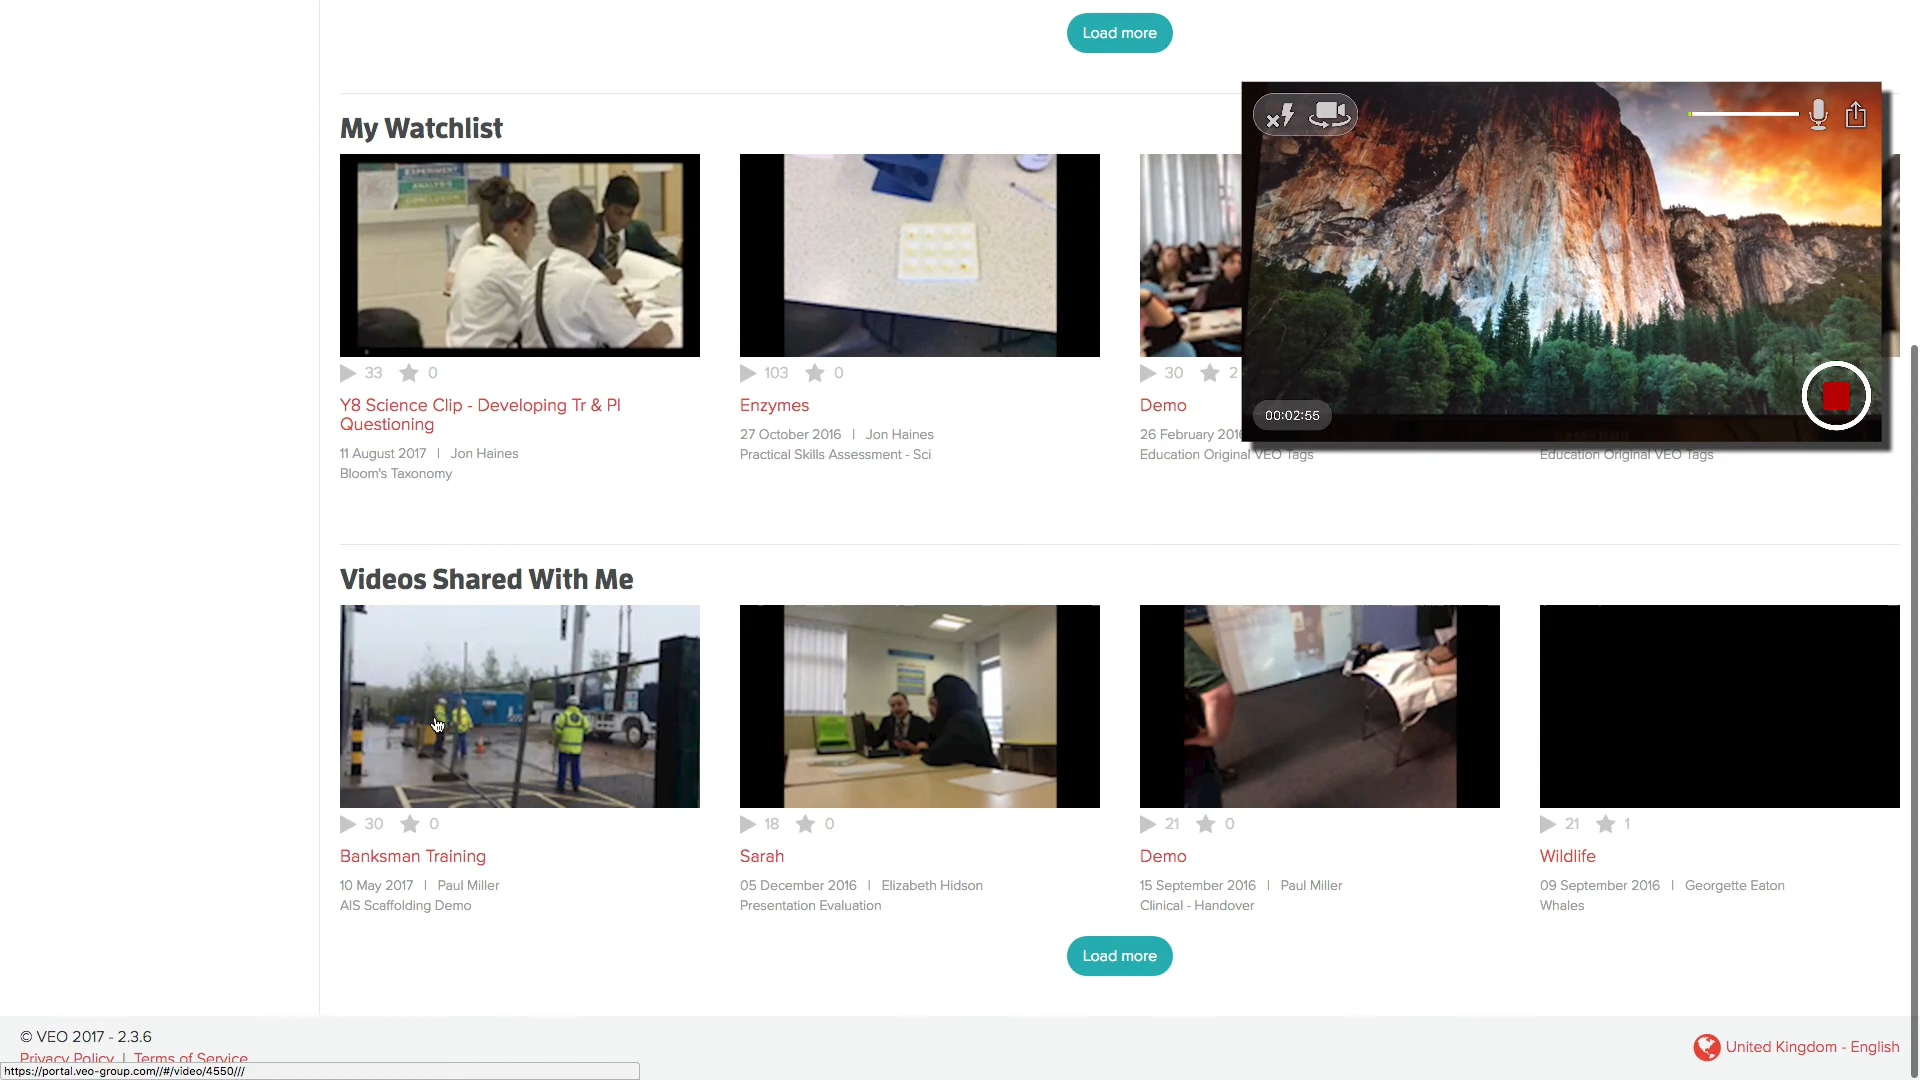 Load more
My Watchlist
EXPERIMENT
ANALYSIS
CONCLUSION
00:02:55
33 0
103 0
30 2
Y8 Science Clip - Developing Tr & Pl
Questioning
Enzymes
Demo
11 August 2017 | Jon Haines
Bloom's Taxonomy
27 October 2016 | Jon Haines
Practical Skills Assessment - Sci
26 February 2016
Education Original VEO Tags
Education Original VEO Tags
Videos Shared With Me
30 0
18 0
21 0
21 1
Banksman Training
Sarah
Demo
Wildlife
10 May 2017 | Paul Miller
AIS Scaffolding Demo
05 December 2016 | Elizabeth Hidson
Presentation Evaluation
15 September 2016 | Paul Miller
Clinical - Handover
09 September 2016 | Georgette Eaton
Whales
Load more
© VEO 2017 - 2.3.6
Privacy Policy | Terms of Service
https://portal.veo-group.com//#/video/4550///
United Kingdom - English